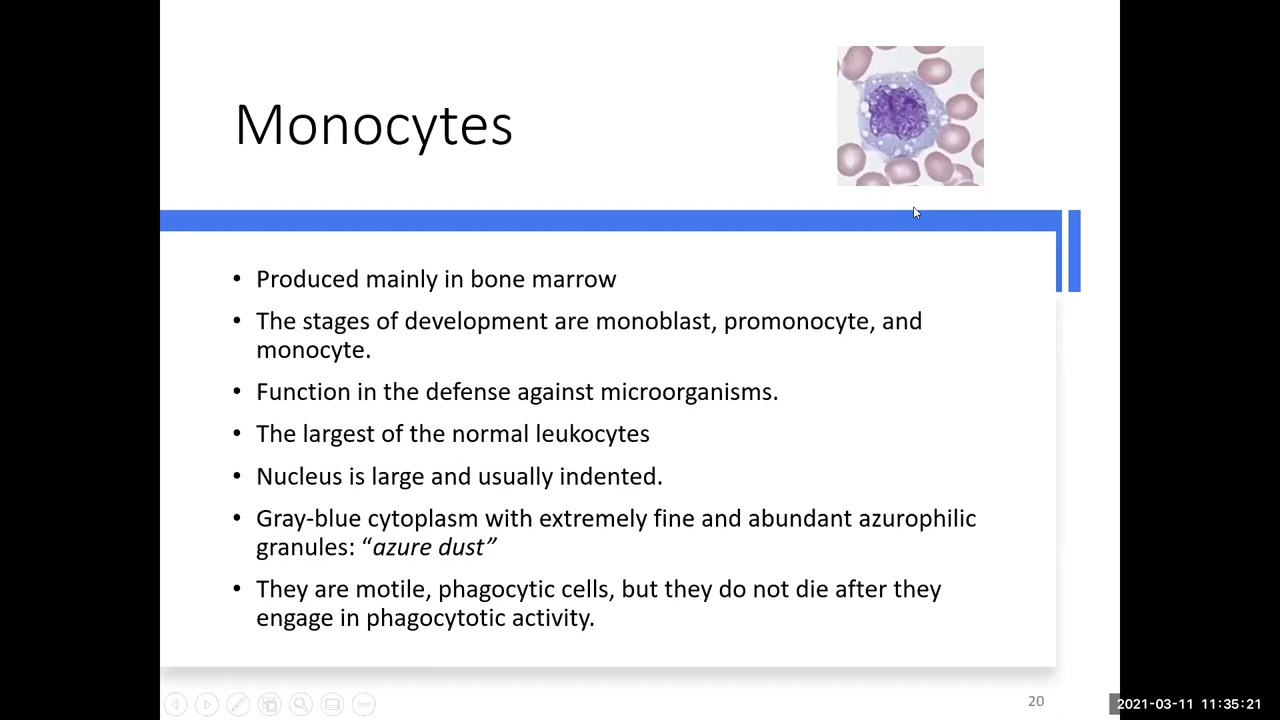 Monocytes
• Produced mainly in bone marrow
• The stages of development are monoblast, promonocyte, and
monocyte.
• Function in the defense against microorganisms.
• The largest of the normal leukocytes
• Nucleus is large and usually indented.
• Gray-blue cytoplasm with extremely fine and abundant azurophilic
granules: “azure dust”
• They are motile, phagocytic cells, but they do not die after they
engage in phagocytotic activity.
20
2021-03-11 11:35:21